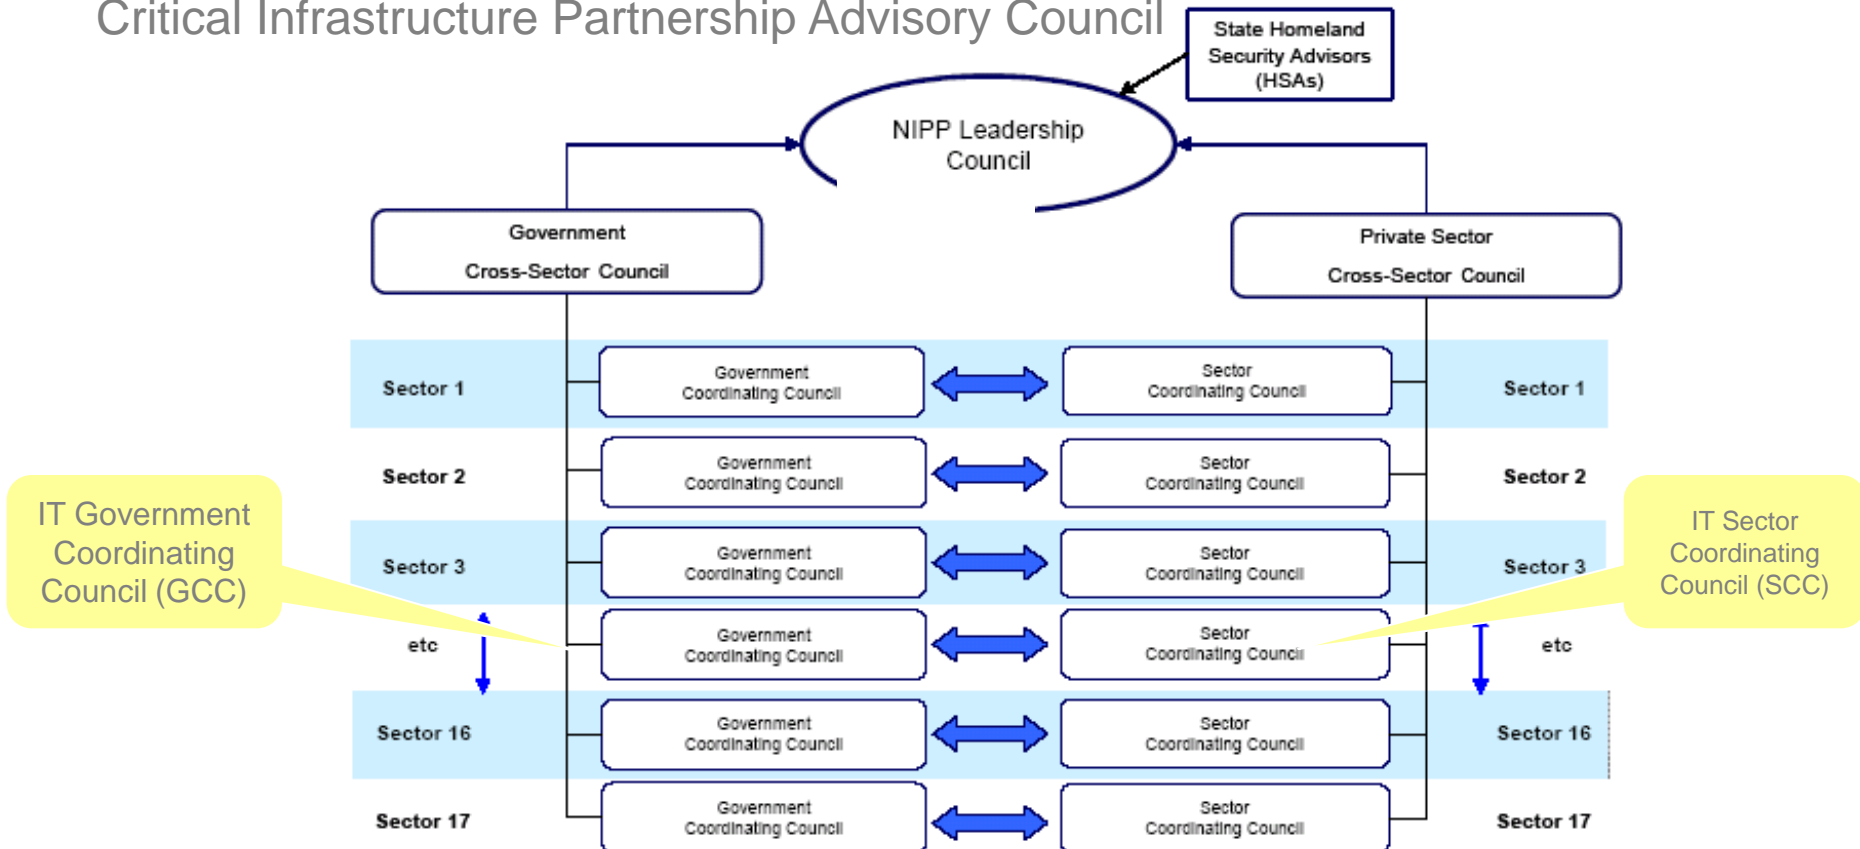 Critical Infrastructure Partnership Advisory Council
State Homeland
Security Advisors
(HSAs)
NIPP Leadership
Council
Government
Cross-Sector Council
Private Sector
Cross-Sector Council
Sector 1
Government
Coordinating Council
Sector
Coordinating Council
Sector 1
Sector 2
Government
Coordinating Council
Sector
Coordinating Council
Sector 2
IT Government
Coordinating
Council (GCC)
IT Sector
Coordinating
Council (SCC)
Sector 3
Government
Coordinating Council
Sector
Coordinating Council
Sector 3
etc
Government
Coordinating Council
Sector
Coordinating Council
etc
Sector 16
Government
Coordinating Council
Sector
Coordinating Council
Sector 16
Sector 17
Government
Coordinating Council
Sector
Coordinating Council
Sector 17